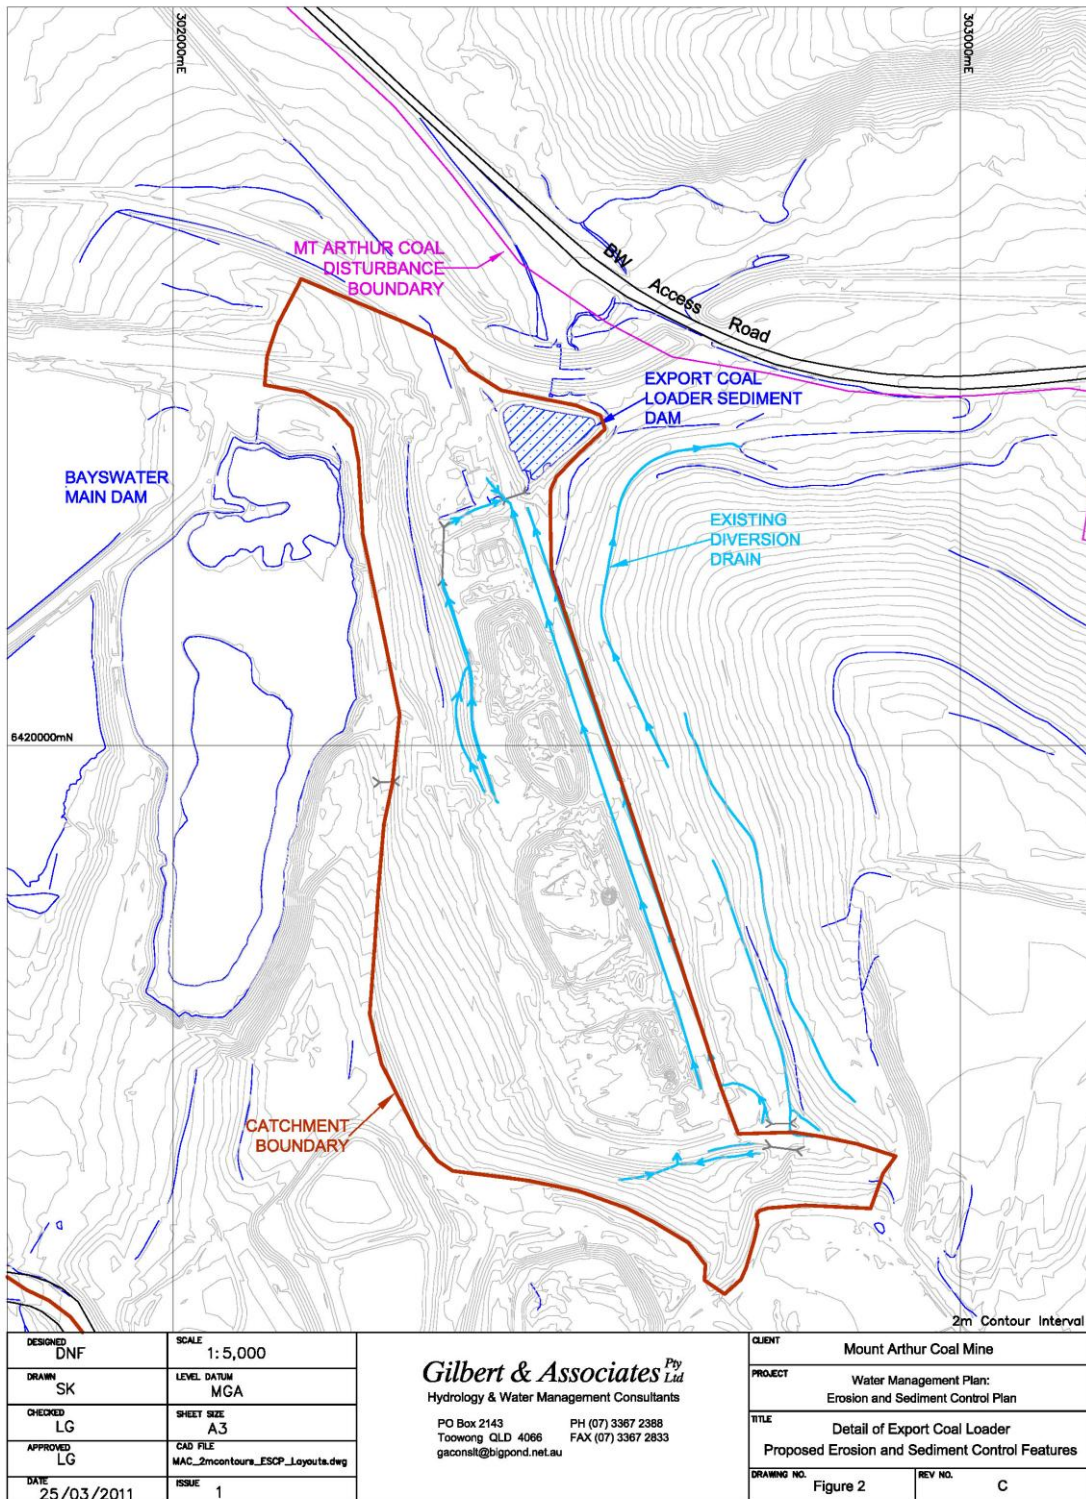 302000mE
303000mE
MT ARTHUR COAL
DISTURBANCE
BOUNDARY
BW Access Road
EXPORT COAL
LOADER SEDIMENT
DAM
BAYSWATER
MAIN DAM
EXISTING
DIVERSION
DRAIN
6420000mN
CATCHMENT
BOUNDARY
2m Contour Interval
DESIGNED
DNF
SCALE
1:5,000
DRAWN
SK
LEVEL DATUM
MGA
CHECKED
LG
SHEET SIZE
A3
APPROVED
LG
CAD FILE
MAC_2mcontours_ESCP_Layouts.dwg
DATE
25/03/2011
ISSUE
1
Gilbert & Associates Pty Ltd
Hydrology & Water Management Consultants
PO Box 2143 PH (07) 3367 2388
Toowong QLD 4066 FAX (07) 3367 2833
gaconslt@bigpond.net.au
CLIENT
Mount Arthur Coal Mine
PROJECT
Water Management Plan:
Erosion and Sediment Control Plan
TITLE
Detail of Export Coal Loader
Proposed Erosion and Sediment Control Features
DRAWING NO.
Figure 2
REV NO.
C